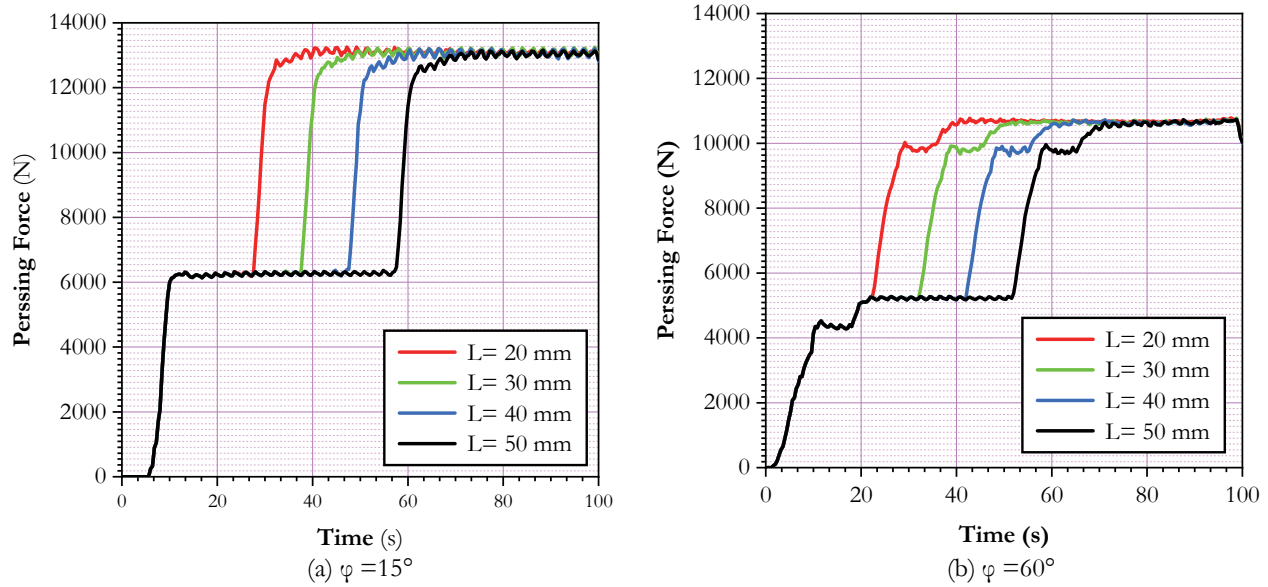 14000
12000
10000
8000
6000
4000
2000
0
0 20 40 60 80 100
Perssing Force (N)
Time (s)
L= 20 mm
L= 30 mm
L= 40 mm
L= 50 mm
(a) φ =15°
14000
12000
10000
8000
6000
4000
2000
0
0 20 40 60 80 100
Perssing Force (N)
Time (s)
L= 20 mm
L= 30 mm
L= 40 mm
L= 50 mm
(b) φ =60°